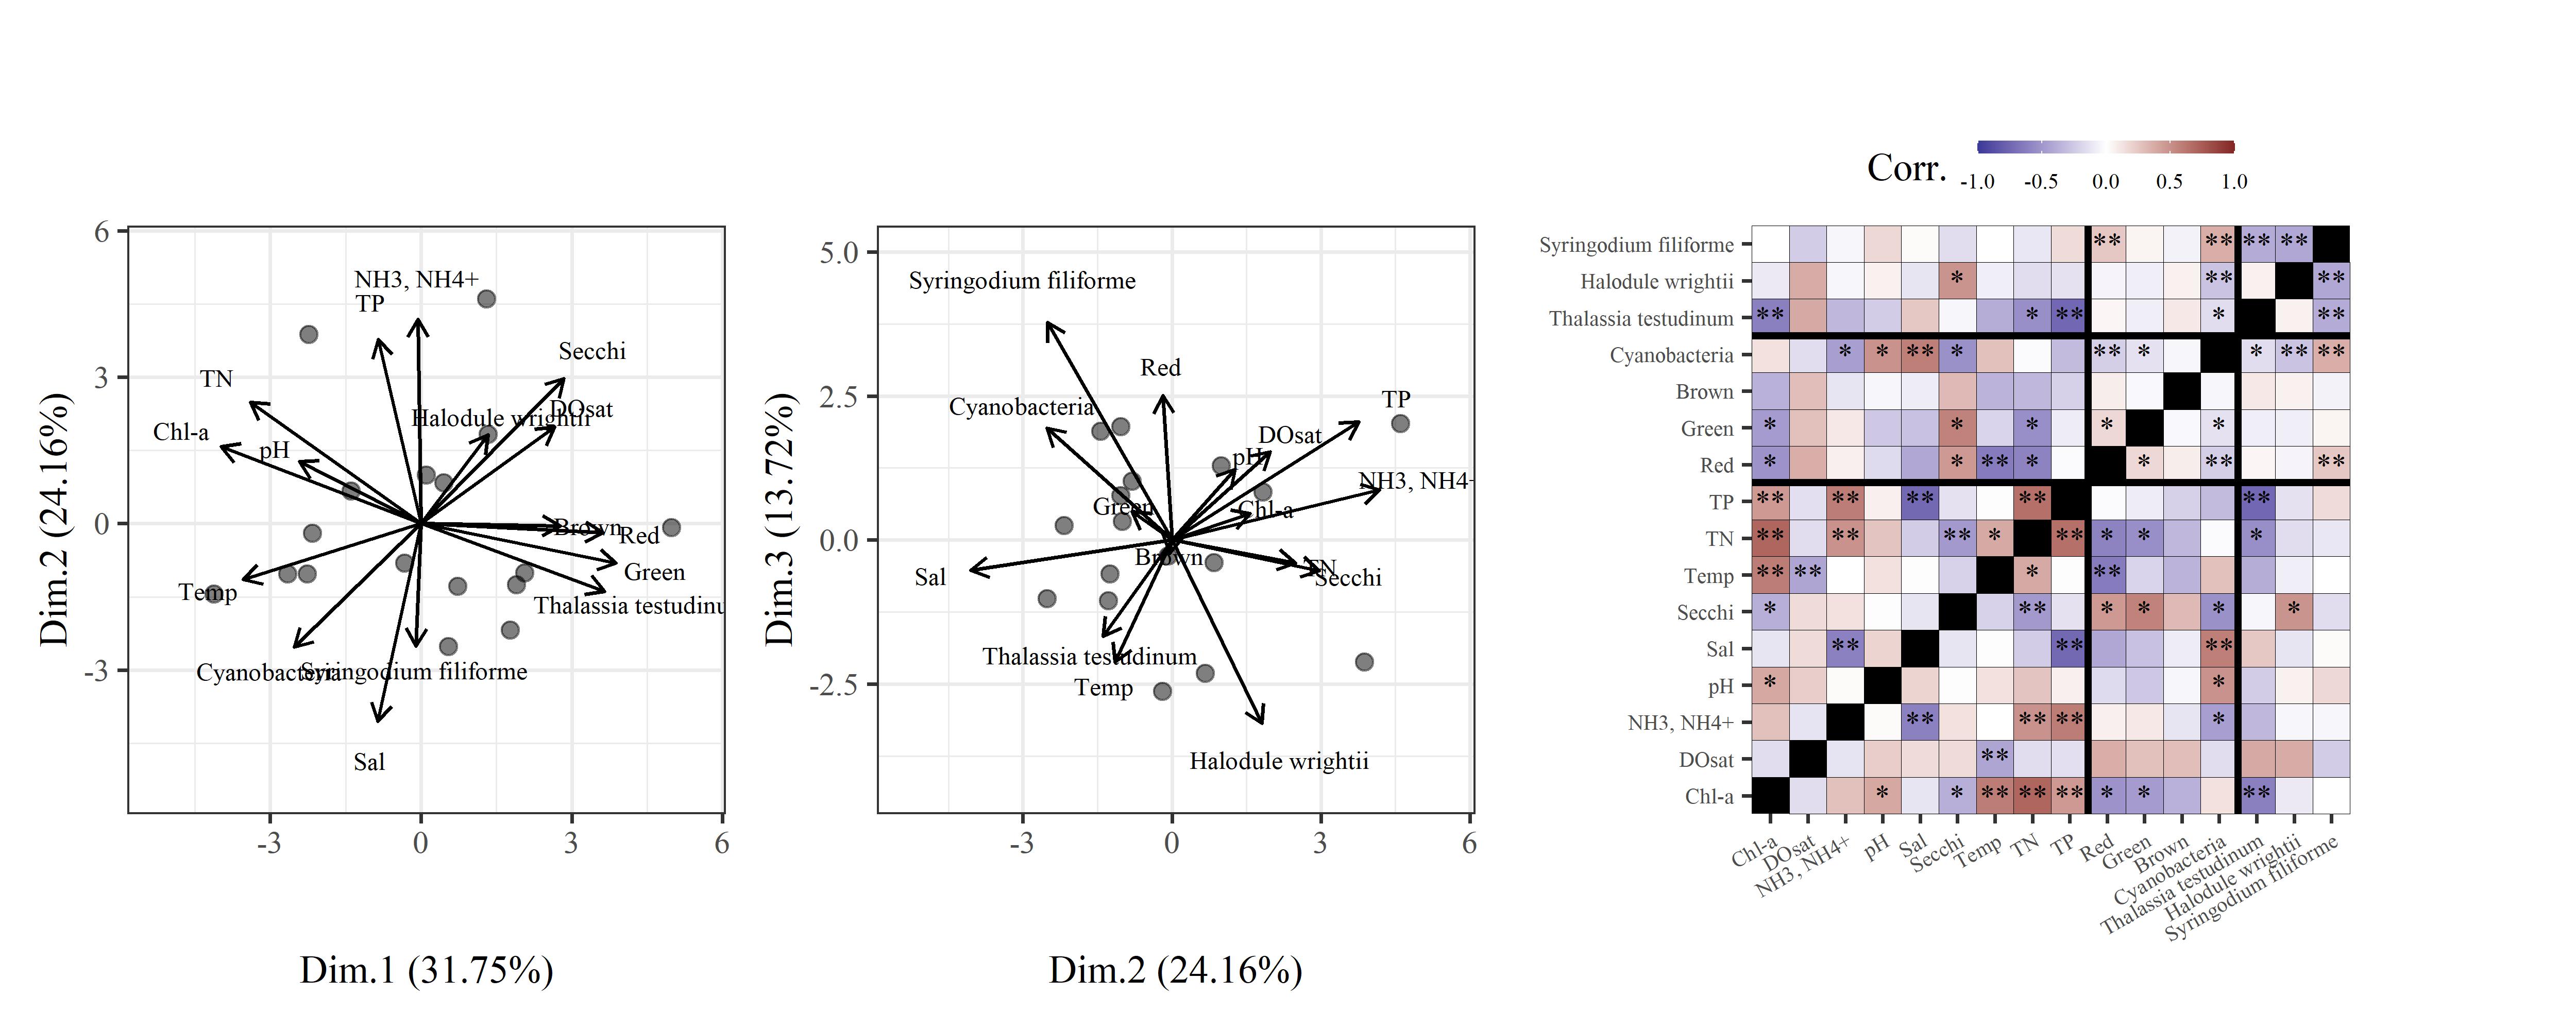 6
3
0
-3
Dim.2 (24.16%)
NH3, NH4+
TP
Secchi
TN
DOsat
Halodule wrightii
Chl-a
pH
Brown
Red
Green
Temp
Thalassia testudinu
Cyanobacteria
Syringodium filiforme
Sal
-3
0
3
6
Dim.1 (31.75%)
5.0
2.5
0.0
-2.5
Dim.3 (13.72%)
Syringodium filiforme
Red
TP
Cyanobacteria
DOsat
pH
NH3, NH4
Green
Chl-a
Brown
TN
Sal
Secchi
Thalassia testudinum
Temp
Halodule wrightii
-3
0
3
6
Dim.2 (24.16%)
Corr.
-1.0 -0.5 0.0 0.5 1.0
Syringodium filiforme ** ** ** **
Halodule wrightii * ** **
Thalassia testudinum ** * ** * **
Cyanobacteria * * ** * ** * * ** **
Brown
Green * * * * *
Red * * ** * * ** **
TP ** ** ** ** **
TN ** ** ** * ** * * *
Temp ** ** * **
Secchi * ** * * * *
Sal ** ** **
pH * *
NH3, NH4+ ** ** ** *
DOsat **
Chl-a * * ** ** ** * * **
Chl-a
DOsat
NH3, NH4+
pH
Sal
Secchi
Temp
TN
TP
Red
Green
Brown
Cyanobacteria
Thalassia testudinum
Halodule wrightii
Syringodium filiforme